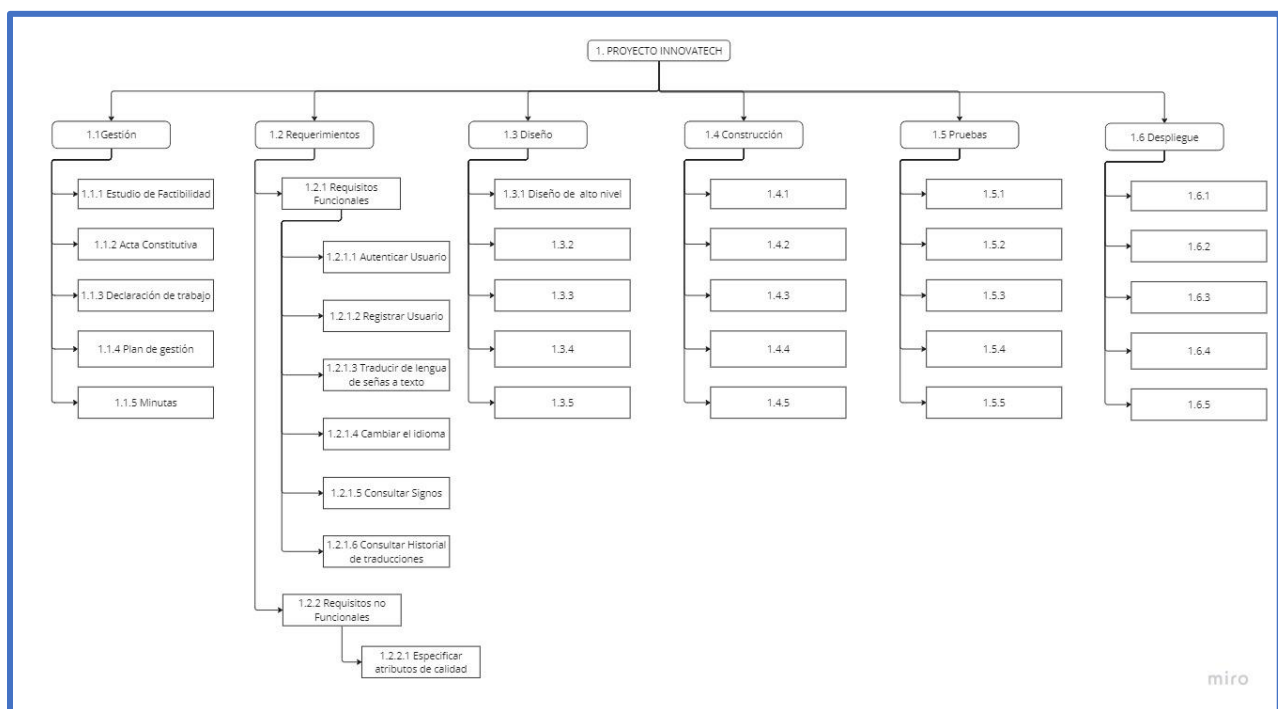 1. PROYECTO INNOVATECH
1.1Gestión
1.1.1 Estudio de Factibilidad
1.1.2 Acta Constitutiva
1.1.3 Declaración de trabajo
1.1.4 Plan de gestión
1.1.5 Minutas
1.2 Requerimientos
1.2.1 Requisitos
Funcionales
1.2.1.1 Autenticar Usuario
1.2.1.2 Registrar Usuario
1.2.1.3 Traducir de lengua
de señas a texto
1.2.1.4 Cambiar el idioma
1.2.1.5 Consultar Signos
1.2.1.6 Consultar Historial
de traducciones
1.2.2 Requisitos no
Funcionales
1.2.2.1 Especificar
atributos de calidad
1.3 Diseño
1.3.1 Diseño de alto nivel
1.3.2
1.3.3
1.3.4
1.3.5
1.4 Construcción
1.4.1
1.4.2
1.4.3
1.4.4
1.4.5
1.5 Pruebas
1.5.1
1.5.2
1.5.3
1.5.4
1.5.5
1.6 Despliegue
1.6.1
1.6.2
1.6.3
1.6.4
1.6.5
miro